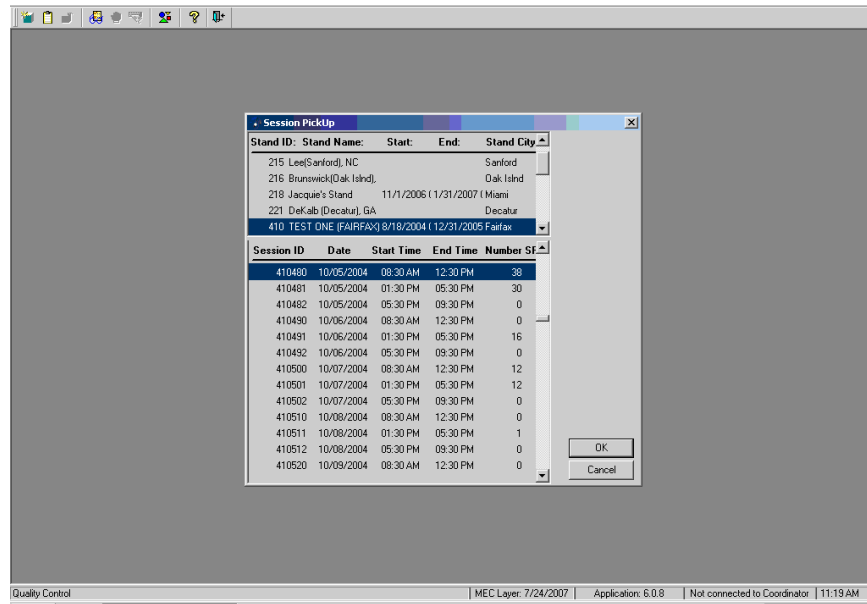 Session PickUp
Stand ID: Stand Name: Start: End: Stand City
215 Lee(Sanford), NC Sanford
216 Brunswick(Oak Islnd), Oak Islnd
218 Jacquie's Stand 11/1/2006 ( 1/31/2007 ( Miami
221 DeKalb (Decatur), GA Decatur
410 TEST ONE (FAIRFAX) 8/18/2004 ( 12/31/2005 Fairfax
Session ID Date Start Time End Time Number SP
410480 10/05/2004 08:30 AM 12:30 PM 38
410481 10/05/2004 01:30 PM 05:30 PM 30
410482 10/05/2004 05:30 PM 09:30 PM 0
410490 10/06/2004 08:30 AM 12:30 PM 0
410491 10/06/2004 01:30 PM 05:30 PM 16
410492 10/06/2004 05:30 PM 09:30 PM 0
410500 10/07/2004 08:30 AM 12:30 PM 12
410501 10/07/2004 01:30 PM 05:30 PM 12
410502 10/07/2004 05:30 PM 09:30 PM 0
410510 10/08/2004 08:30 AM 12:30 PM 0
410511 10/08/2004 01:30 PM 05:30 PM 1
410512 10/08/2004 05:30 PM 09:30 PM 0
410520 10/09/2004 08:30 AM 12:30 PM 0
OK
Cancel
Quality Control MEC Layer: 7/24/2007 Application: 6.0.8 Not connected to Coordinator 11:19 AM